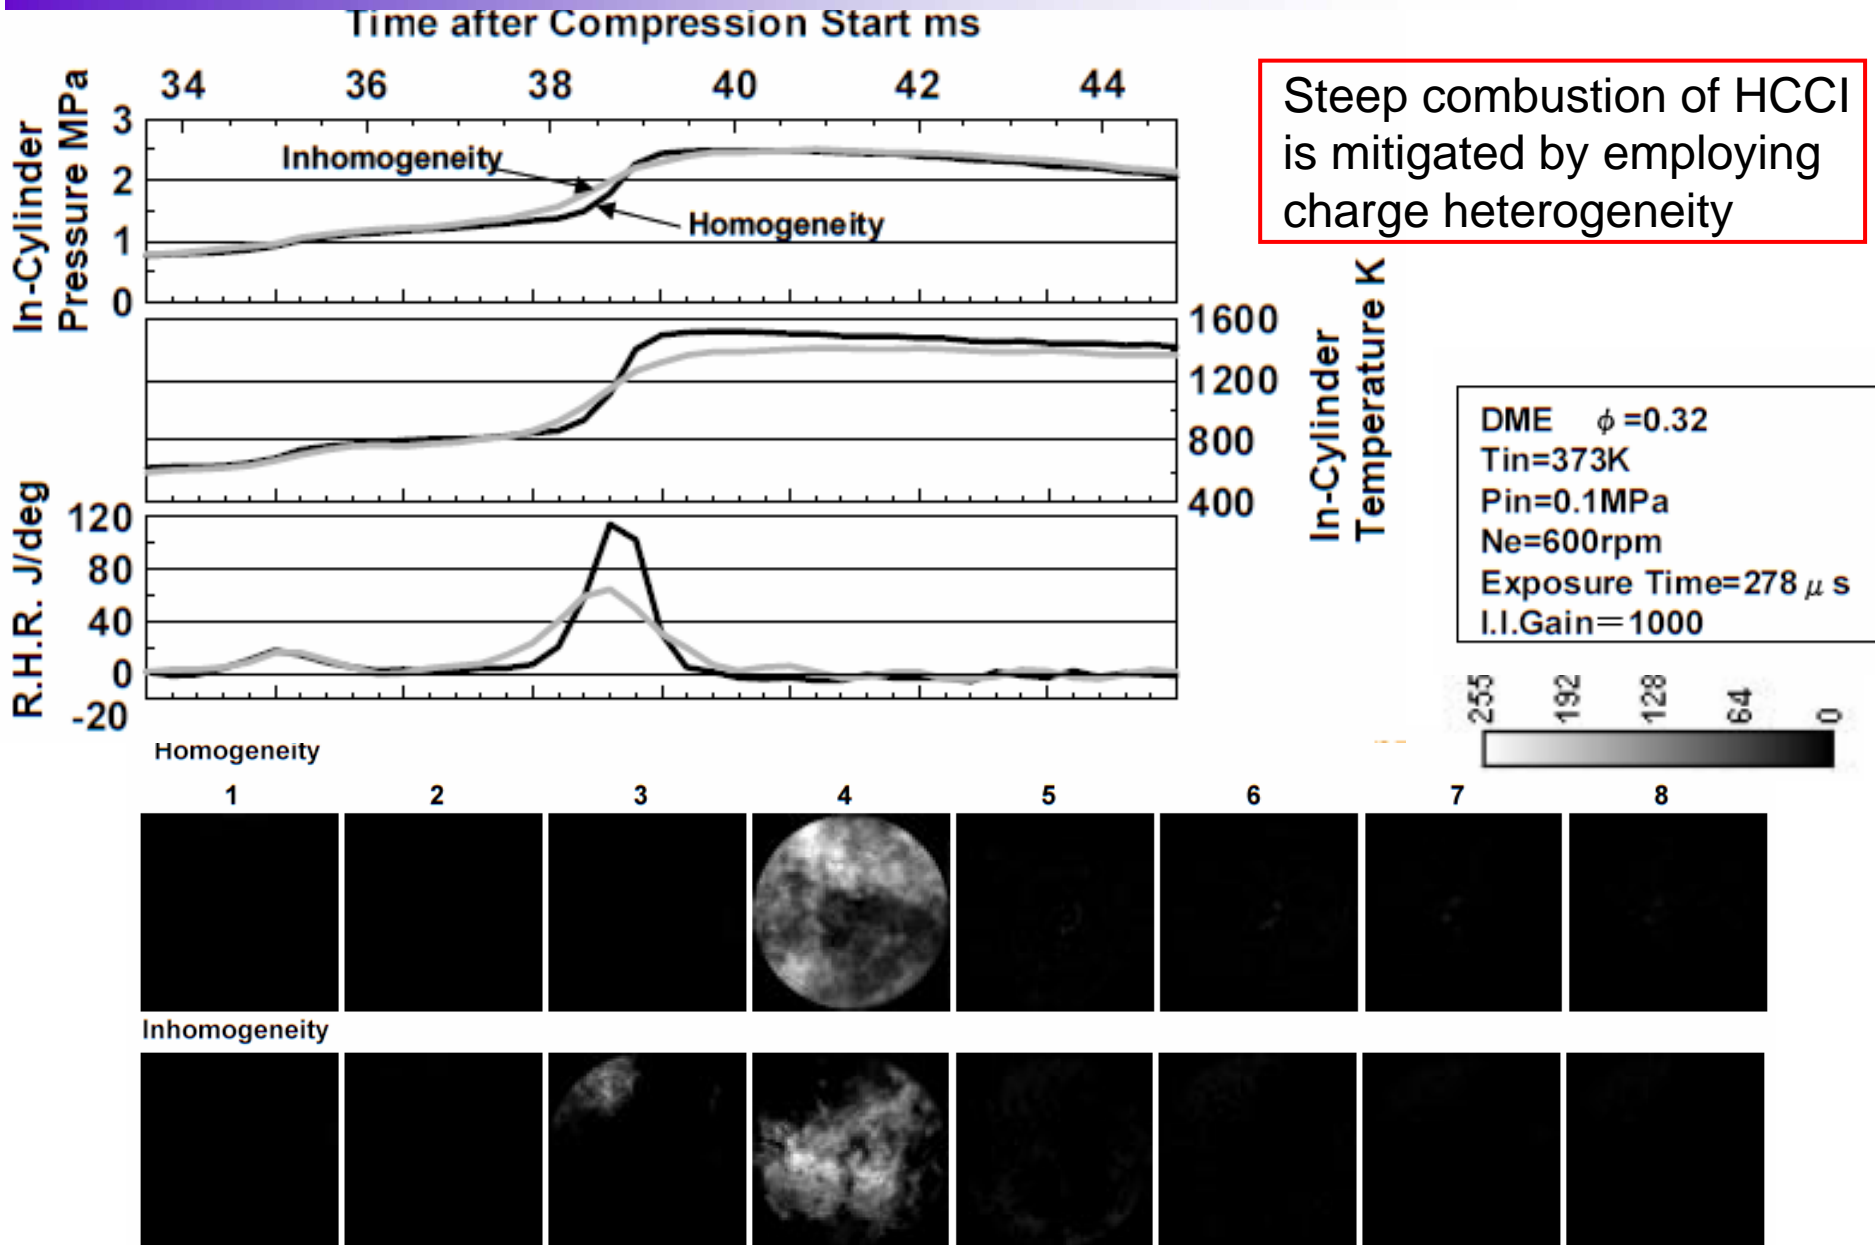 Time after Compression Start ms
34 36 38 40 42 44
In-Cylinder
Pressure MPa
3
2
1
0
Inhomogeneity
Homogeneity
Steep combustion of HCCI
is mitigated by employing
charge heterogeneity
1600
1200
800
400
In-Cylinder
Temperature K
R.H.R. J/deg
120
80
40
0
-20
DME ϕ=0.32
Tin=373K
Pin=0.1MPa
Ne=600rpm
Exposure Time=278 μ s
I.I.Gain=1000
255 192 128 64 0
Homogeneity
1 2 3 4 5 6 7 8
Inhomogeneity